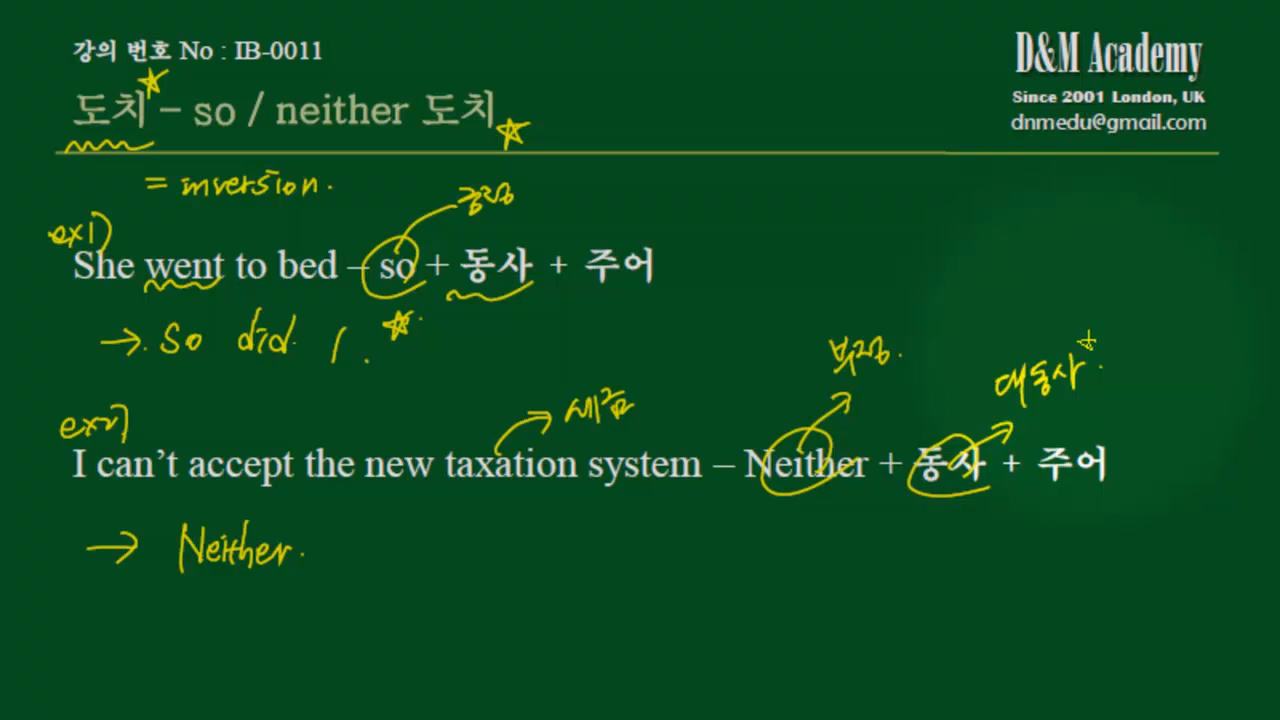 강의 번호 No : IB-0011
D&M Academy
Since 2001 London, UK
dnmedu@gmail.com
도치 – so / neither 도치
= inversion.
긍정
ex1)
She went to bed – so + 동사 + 주어
→ So did I.
부정.
대동사.
세금
ex2)
I can't accept the new taxation system – Neither + 동사 + 주어
→ Neither.